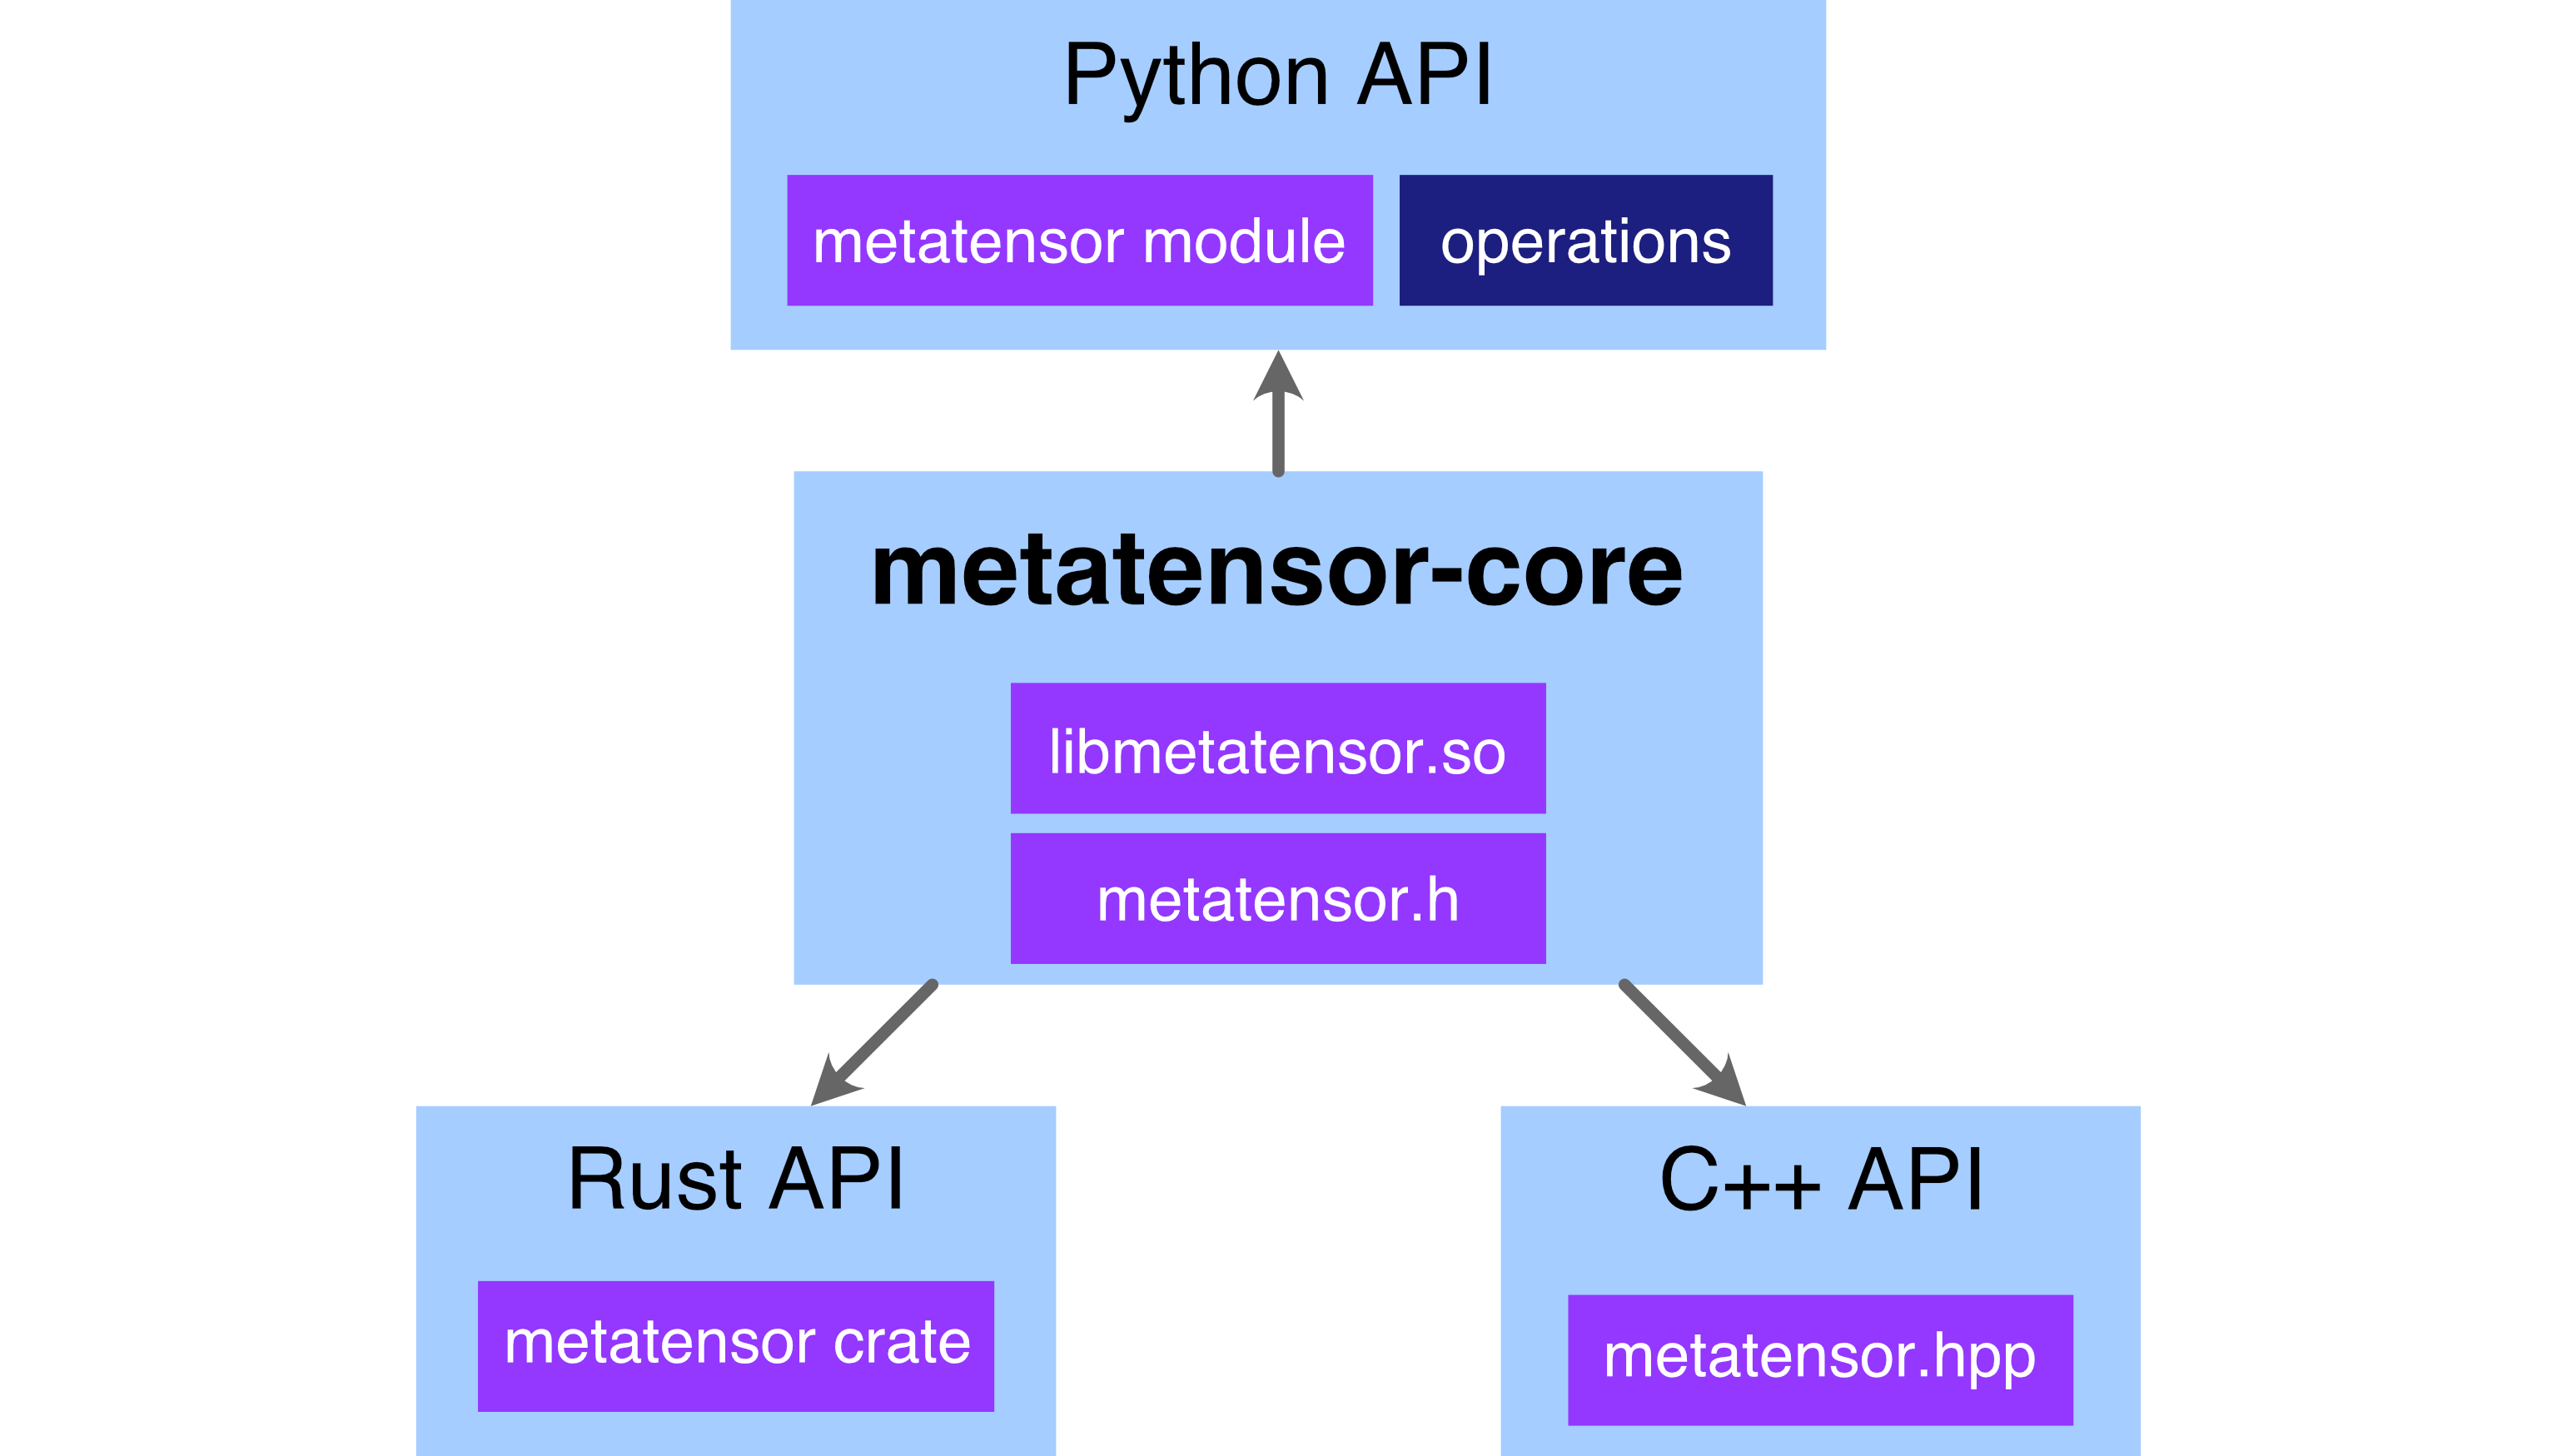 Python API
metatensor module
operations
metatensor-core
libmetatensor.so
metatensor.h
Rust API
metatensor crate
C++ API
metatensor.hpp